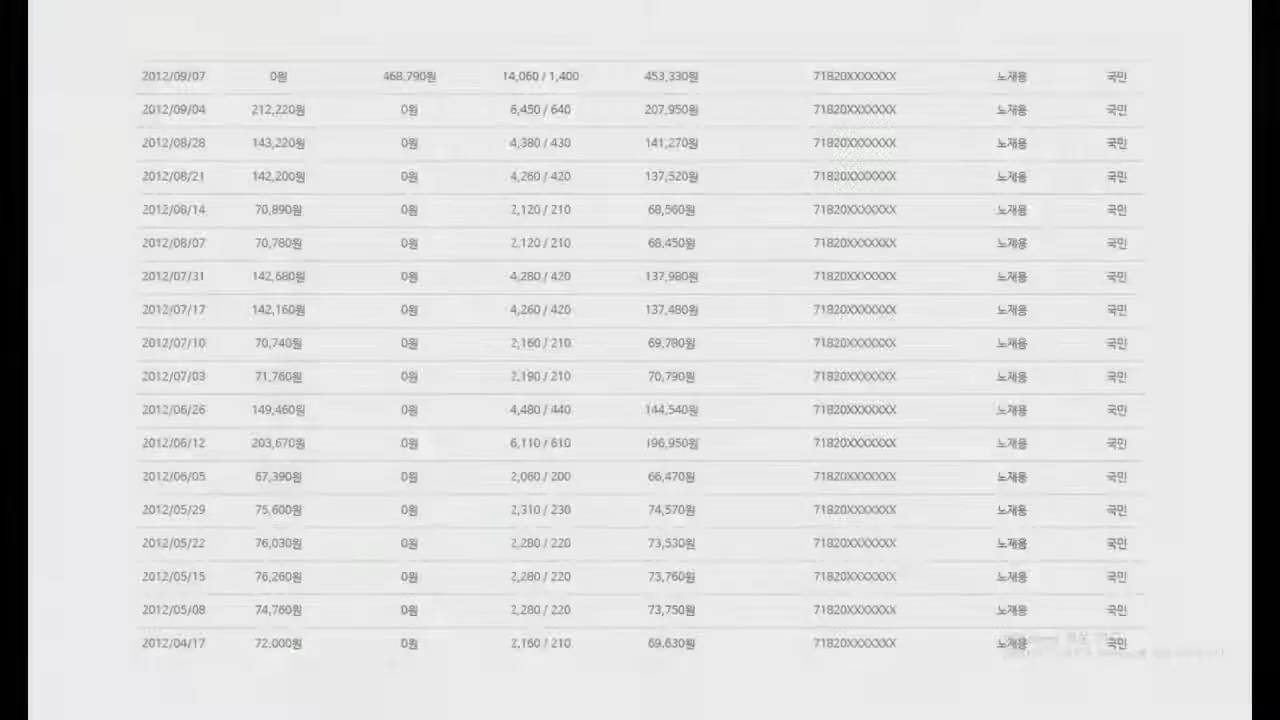 2012/09/07 0원 468,790원 14,060 / 1,400 453,330원 71820XXXXXXX 노재용 국민
2012/09/04 212,220원 0원 6,450 / 640 207,950원 71820XXXXXXX 노재용 국민
2012/08/28 143,220원 0원 4,380 / 430 141,270원 71820XXXXXXX 노재용 국민
2012/08/21 142,200원 0원 4,260 / 420 137,520원 71820XXXXXXX 노재용 국민
2012/08/14 70,890원 0원 2,120 / 210 68,560원 71820XXXXXXX 노재용 국민
2012/08/07 70,780원 0원 2,120 / 210 68,450원 71820XXXXXXX 노재용 국민
2012/07/31 142,680원 0원 4,280 / 420 137,980원 71820XXXXXXX 노재용 국민
2012/07/17 142,160원 0원 4,260 / 420 137,480원 71820XXXXXXX 노재용 국민
2012/07/10 70,740원 0원 2,160 / 210 69,780원 71820XXXXXXX 노재용 국민
2012/07/03 71,760원 0원 2,190 / 210 70,790원 71820XXXXXXX 노재용 국민
2012/06/26 149,460원 0원 4,480 / 440 144,540원 71820XXXXXXX 노재용 국민
2012/06/12 203,670원 0원 6,110 / 610 196,950원 71820XXXXXXX 노재용 국민
2012/06/05 67,390원 0원 2,060 / 200 66,470원 71820XXXXXXX 노재용 국민
2012/05/29 75,600원 0원 2,310 / 230 74,570원 71820XXXXXXX 노재용 국민
2012/05/22 76,030원 0원 2,280 / 220 73,530원 71820XXXXXXX 노재용 국민
2012/05/15 76,260원 0원 2,280 / 220 73,760원 71820XXXXXXX 노재용 국민
2012/05/08 74,760원 0원 2,280 / 220 73,750원 71820XXXXXXX 노재용 국민
2012/04/17 72,000원 0원 2,160 / 210 69,630원 71820XXXXXXX 노재용 국민